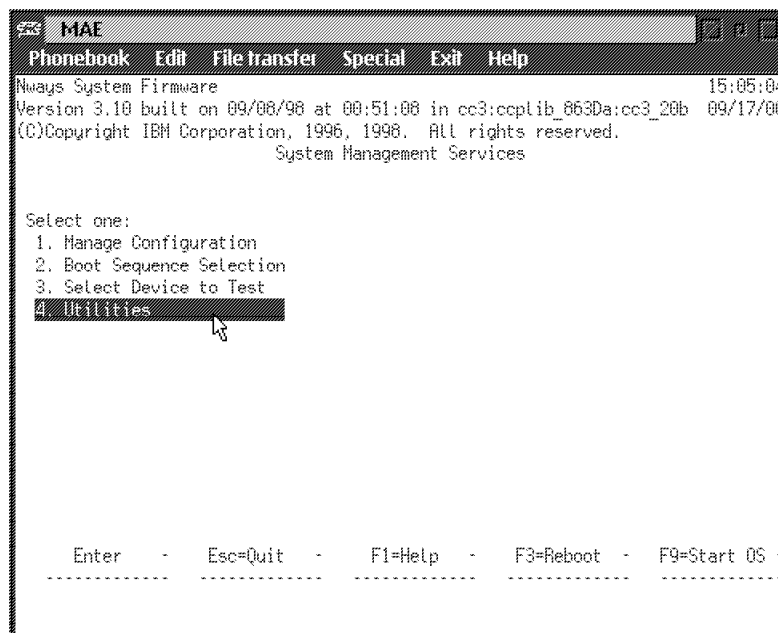 MAE
Phonebook Edit File transfer Special Exit Help
Nways System Firmware 15:05:04
Version 3.10 built on 09/08/98 at 00:51:08 in cc3:ccplib_863Da:cc3_20b 09/17/00
(C)Copyright IBM Corporation, 1996, 1998. All rights reserved.
System Management Services
Select one:
1. Manage Configuration
2. Boot Sequence Selection
3. Select Device to Test
4. Utilities
Enter - Esc=Quit - F1=Help - F3=Reboot - F9=Start OS -